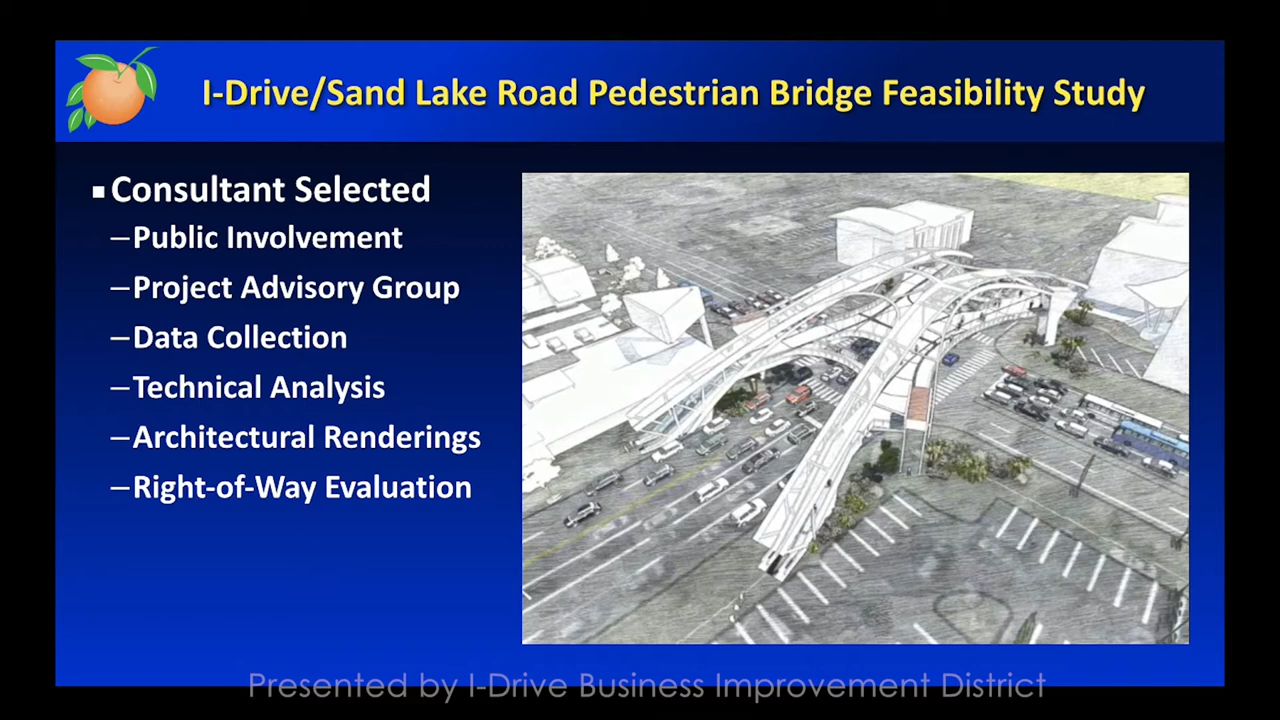 I-Drive/Sand Lake Road Pedestrian Bridge Feasibility Study
▪ Consultant Selected
–Public Involvement
–Project Advisory Group
–Data Collection
–Technical Analysis
–Architectural Renderings
–Right-of-Way Evaluation
Presented by I-Drive Business Improvement District